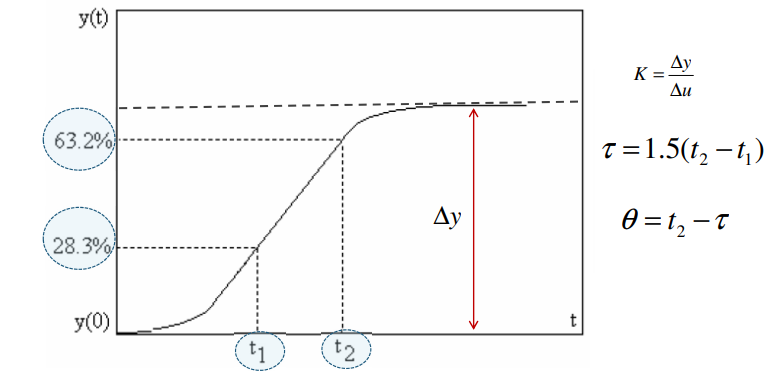 y(t)
63.2%
28.3%
y(0)
t₁
t₂
t
Δy
K = Δy/Δu
τ = 1.5(t₂ − t₁)
θ = t₂ − τ